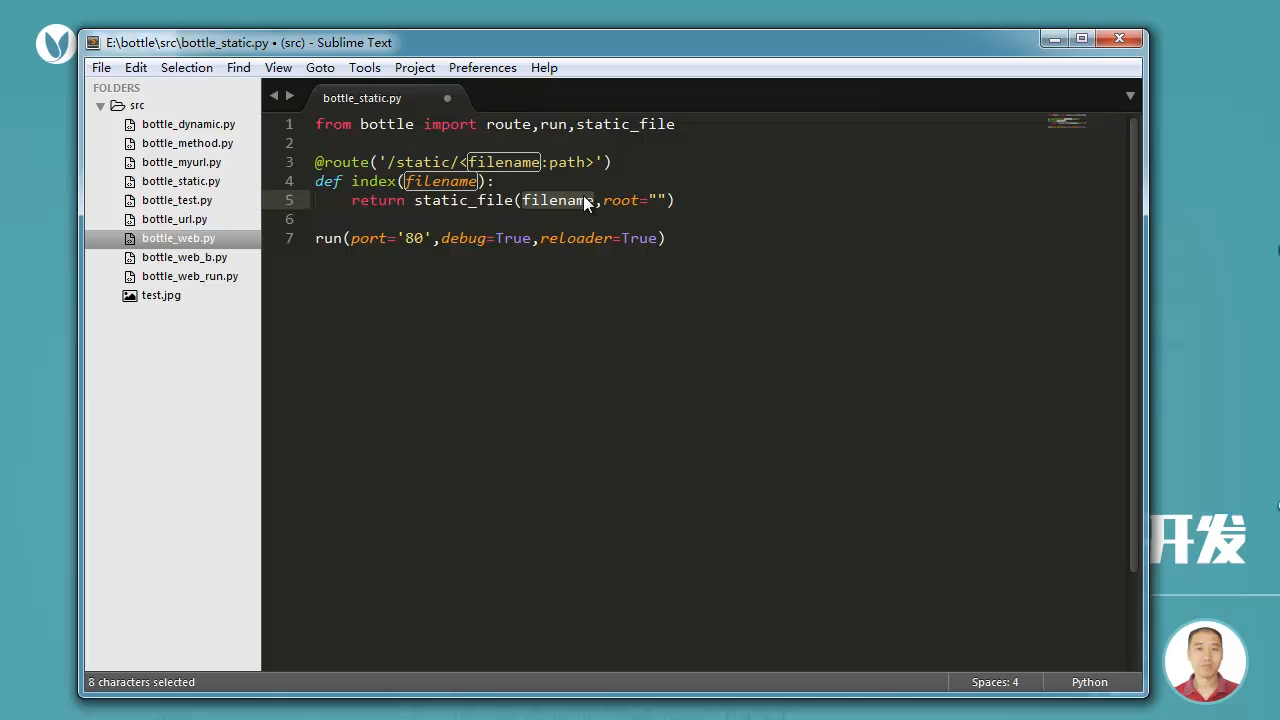 E:\bottle\src\bottle_static.py • (src) - Sublime Text
File Edit Selection Find View Goto Tools Project Preferences Help
FOLDERS
src
bottle_dynamic.py
bottle_method.py
bottle_myurl.py
bottle_static.py
bottle_test.py
bottle_url.py
bottle_web.py
bottle_web_b.py
bottle_web_run.py
test.jpg
bottle_static.py
1 from bottle import route,run,static_file
2
3 @route('/static/<filename:path>')
4 def index(filename):
5     return static_file(filename,root="")
6
7 run(port='80',debug=True,reloader=True)
开发
8 characters selected
Spaces: 4
Python